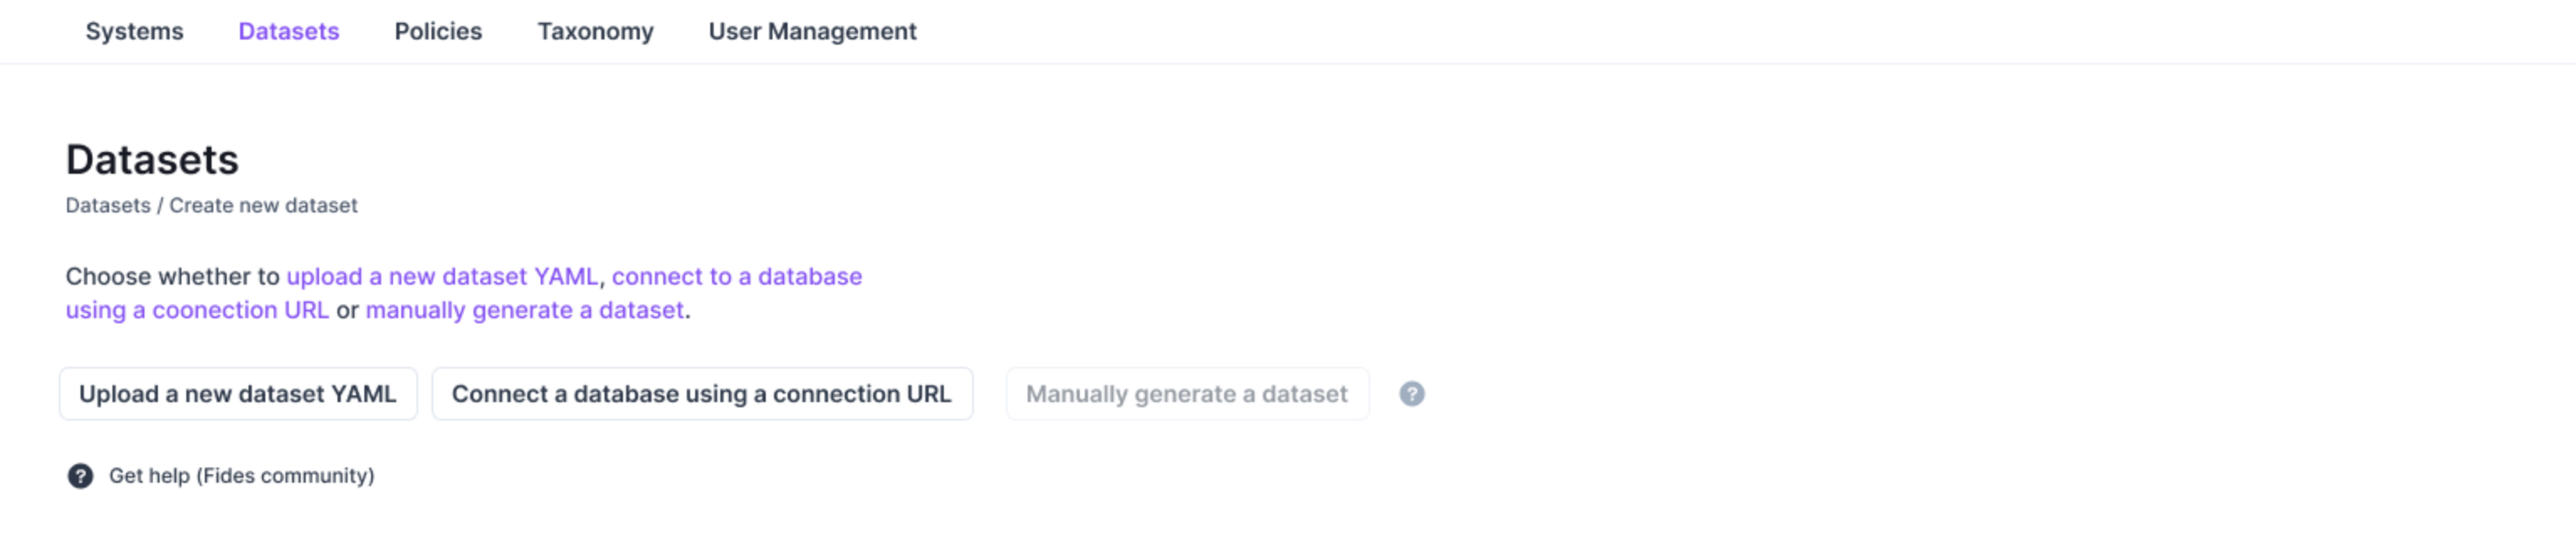 Systems Datasets Policies Taxonomy User Management
Datasets
Datasets / Create new dataset
Choose whether to upload a new dataset YAML, connect to a database
using a coonection URL or manually generate a dataset.
Upload a new dataset YAML Connect a database using a connection URL Manually generate a dataset ?
? Get help (Fides community)